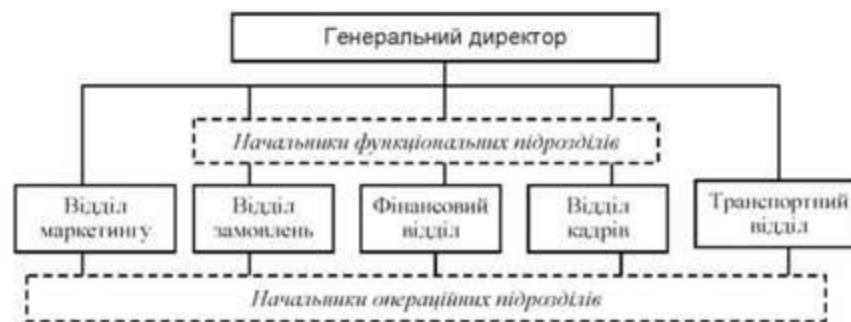 Генеральний директор
Начальники функціональних підрозділів
Відділ
маркетингу
Відділ
замовлень
Фінансовий
відділ
Відділ
кадрів
Транспортний
відділ
Начальники операційних підрозділів